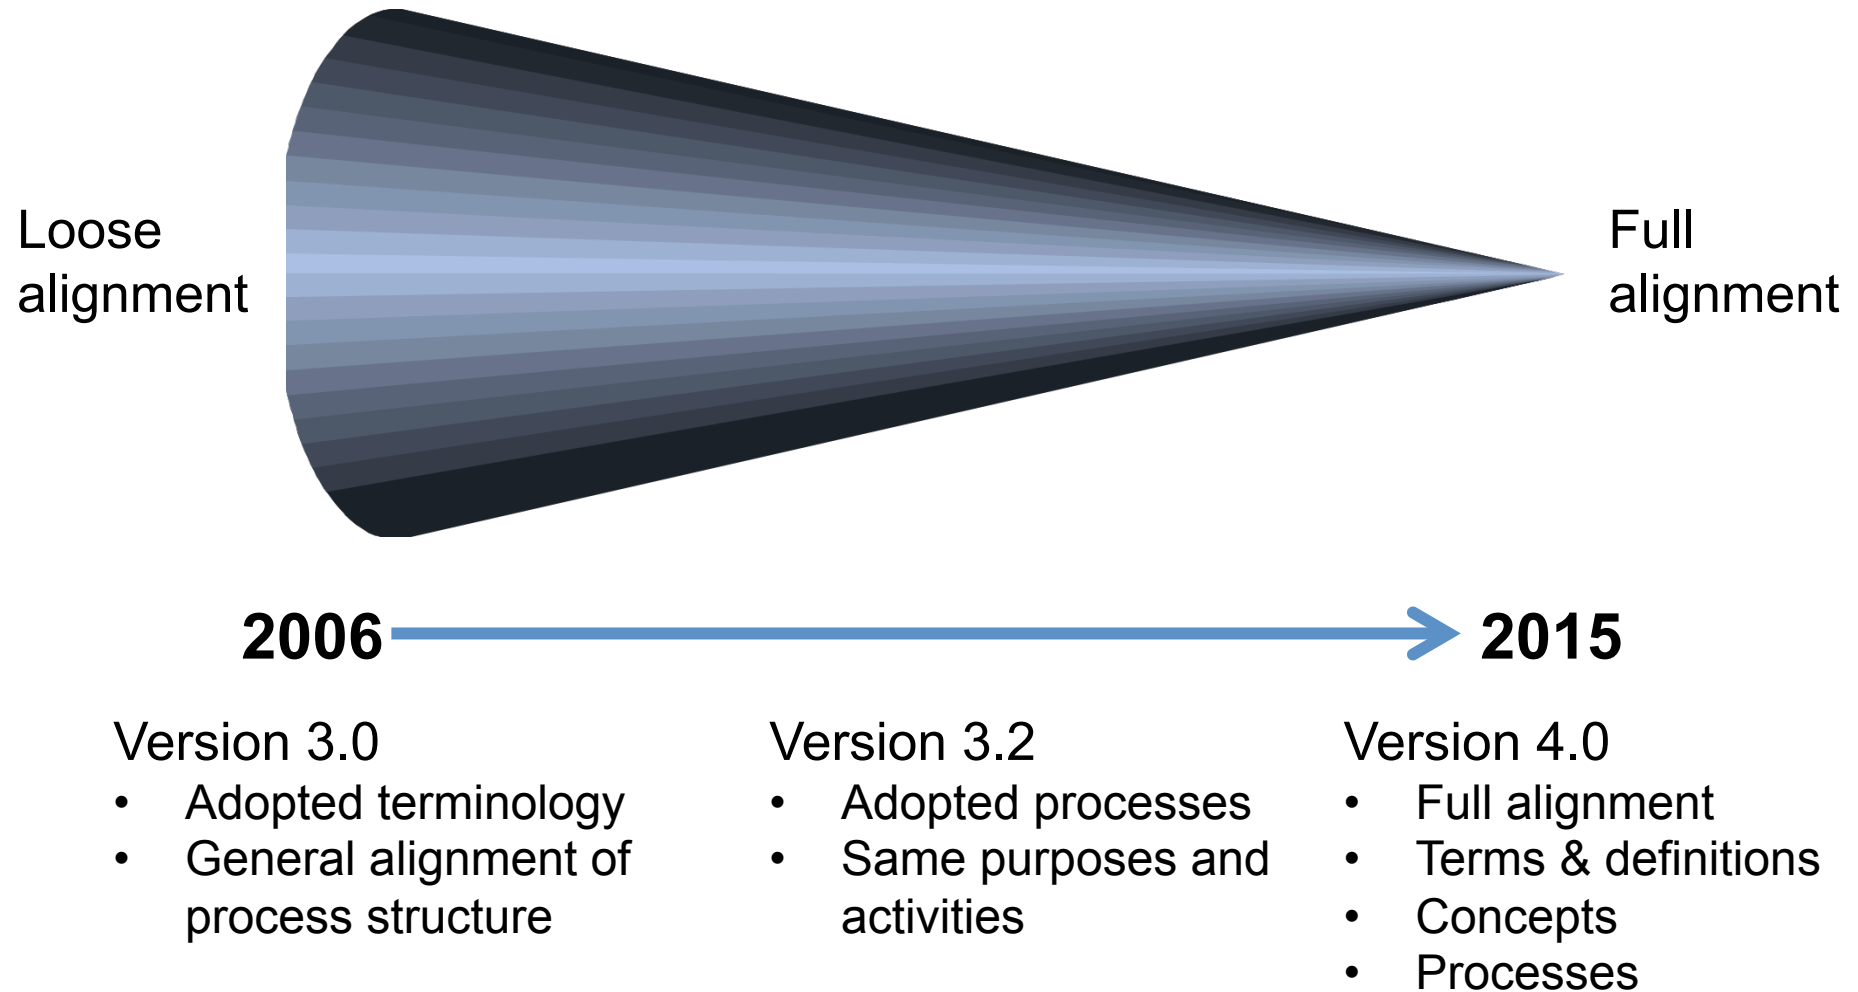 Loose
alignment
Full
alignment
2006
2015
Version 3.0
• Adopted terminology
• General alignment of
process structure
Version 3.2
• Adopted processes
• Same purposes and
activities
Version 4.0
• Full alignment
• Terms & definitions
• Concepts
• Processes